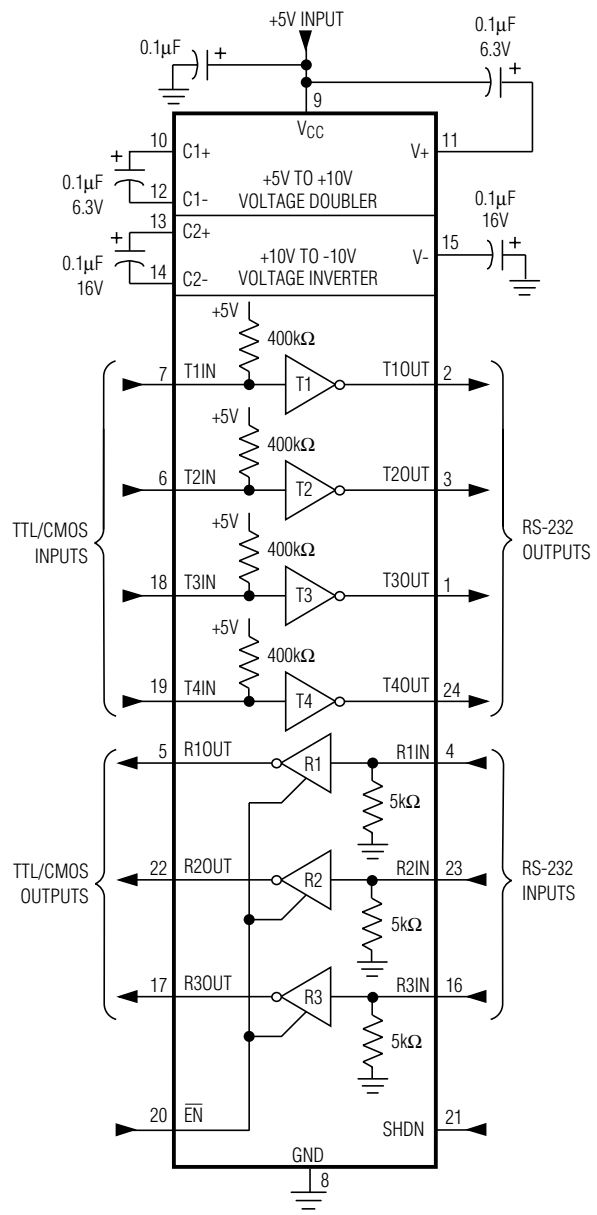 +5V INPUT
0.1μF
0.1μF
6.3V
9
VCC
10
C1+
V+
11
0.1μF
6.3V
+5V TO +10V
VOLTAGE DOUBLER
12
C1-
13
C2+
0.1μF
16V
+10V TO -10V
VOLTAGE INVERTER
V-
15
0.1μF
16V
14
C2-
+5V
400kΩ
7
T1IN
T1
T1OUT
2
+5V
400kΩ
6
T2IN
T2
T2OUT
3
TTL/CMOS
INPUTS
RS-232
OUTPUTS
+5V
400kΩ
18
T3IN
T3
T3OUT
1
+5V
400kΩ
19
T4IN
T4
T4OUT
24
5
R1OUT
R1
R1IN
4
5kΩ
TTL/CMOS
OUTPUTS
22
R2OUT
R2
R2IN
23
RS-232
INPUTS
5kΩ
17
R3OUT
R3
R3IN
16
5kΩ
20
EN
SHDN
21
GND
8